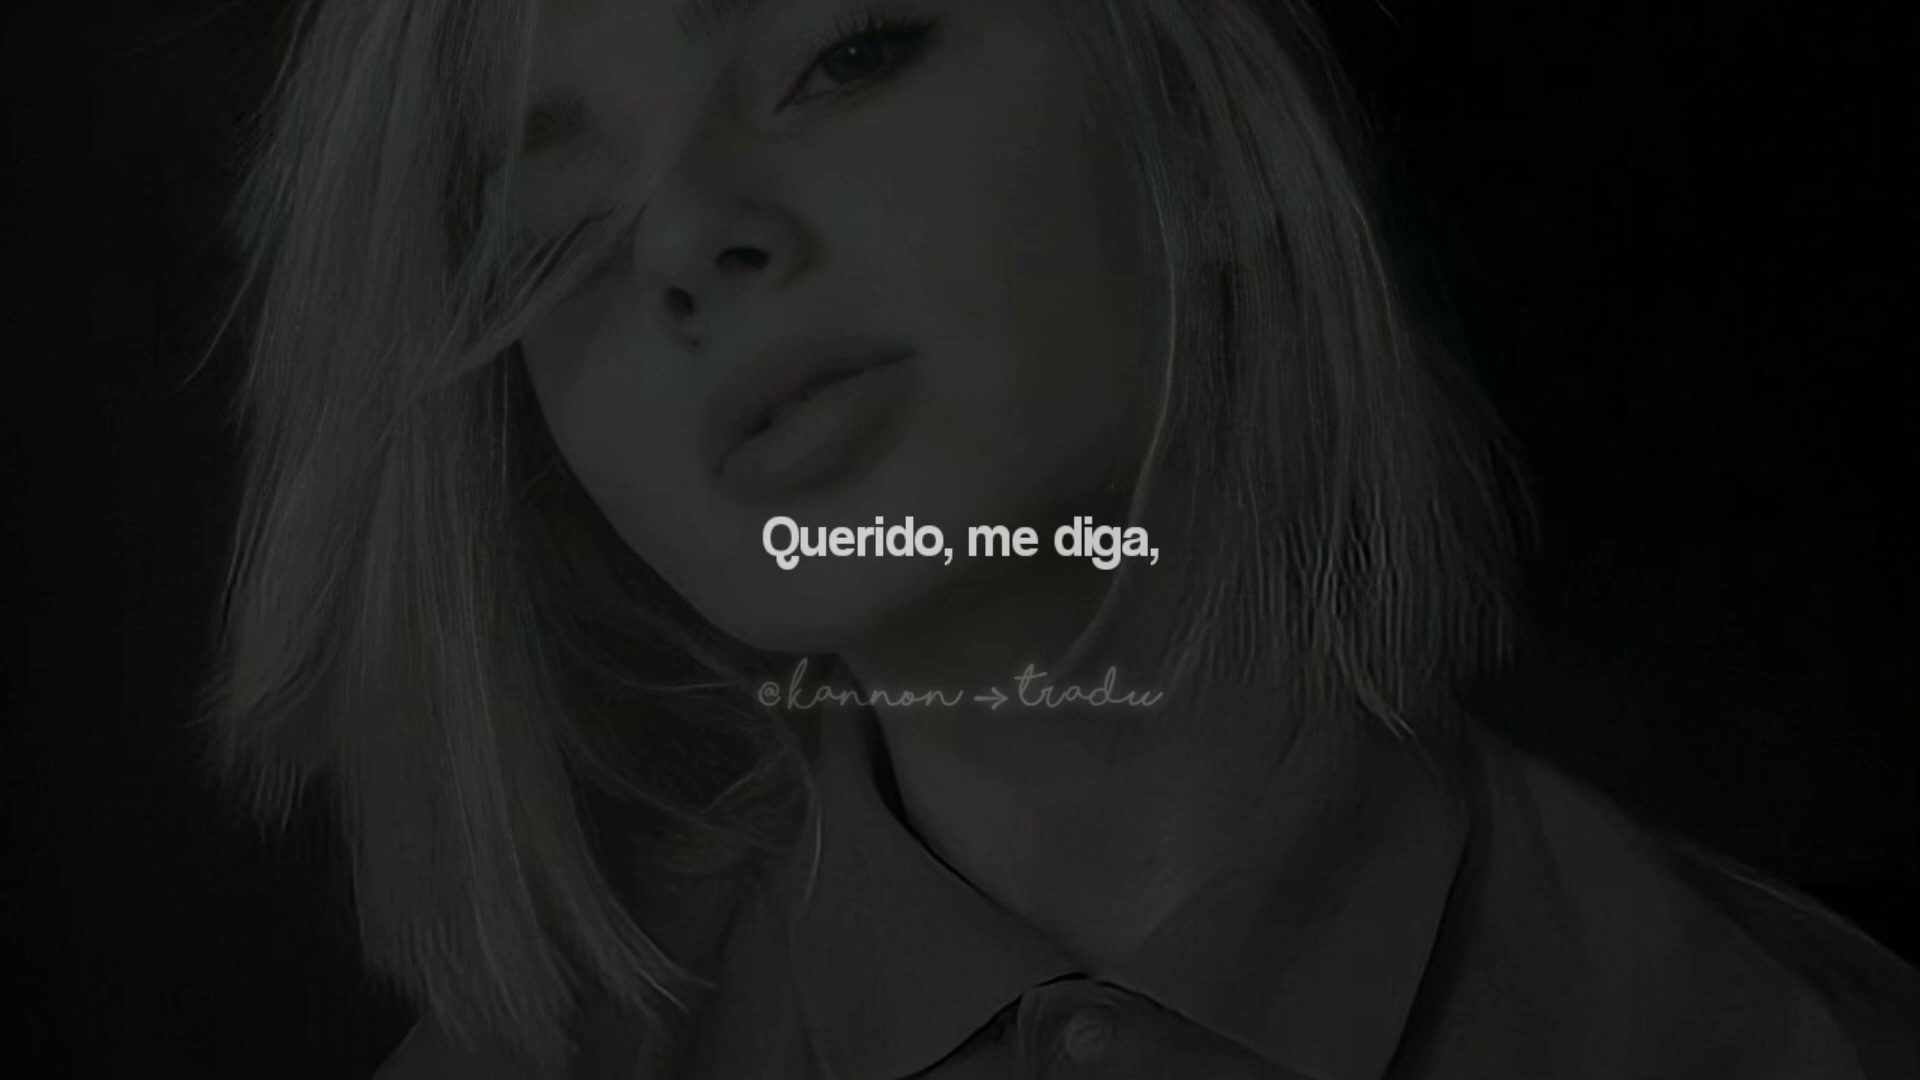 Querido, me diga,
@kannon → tradu